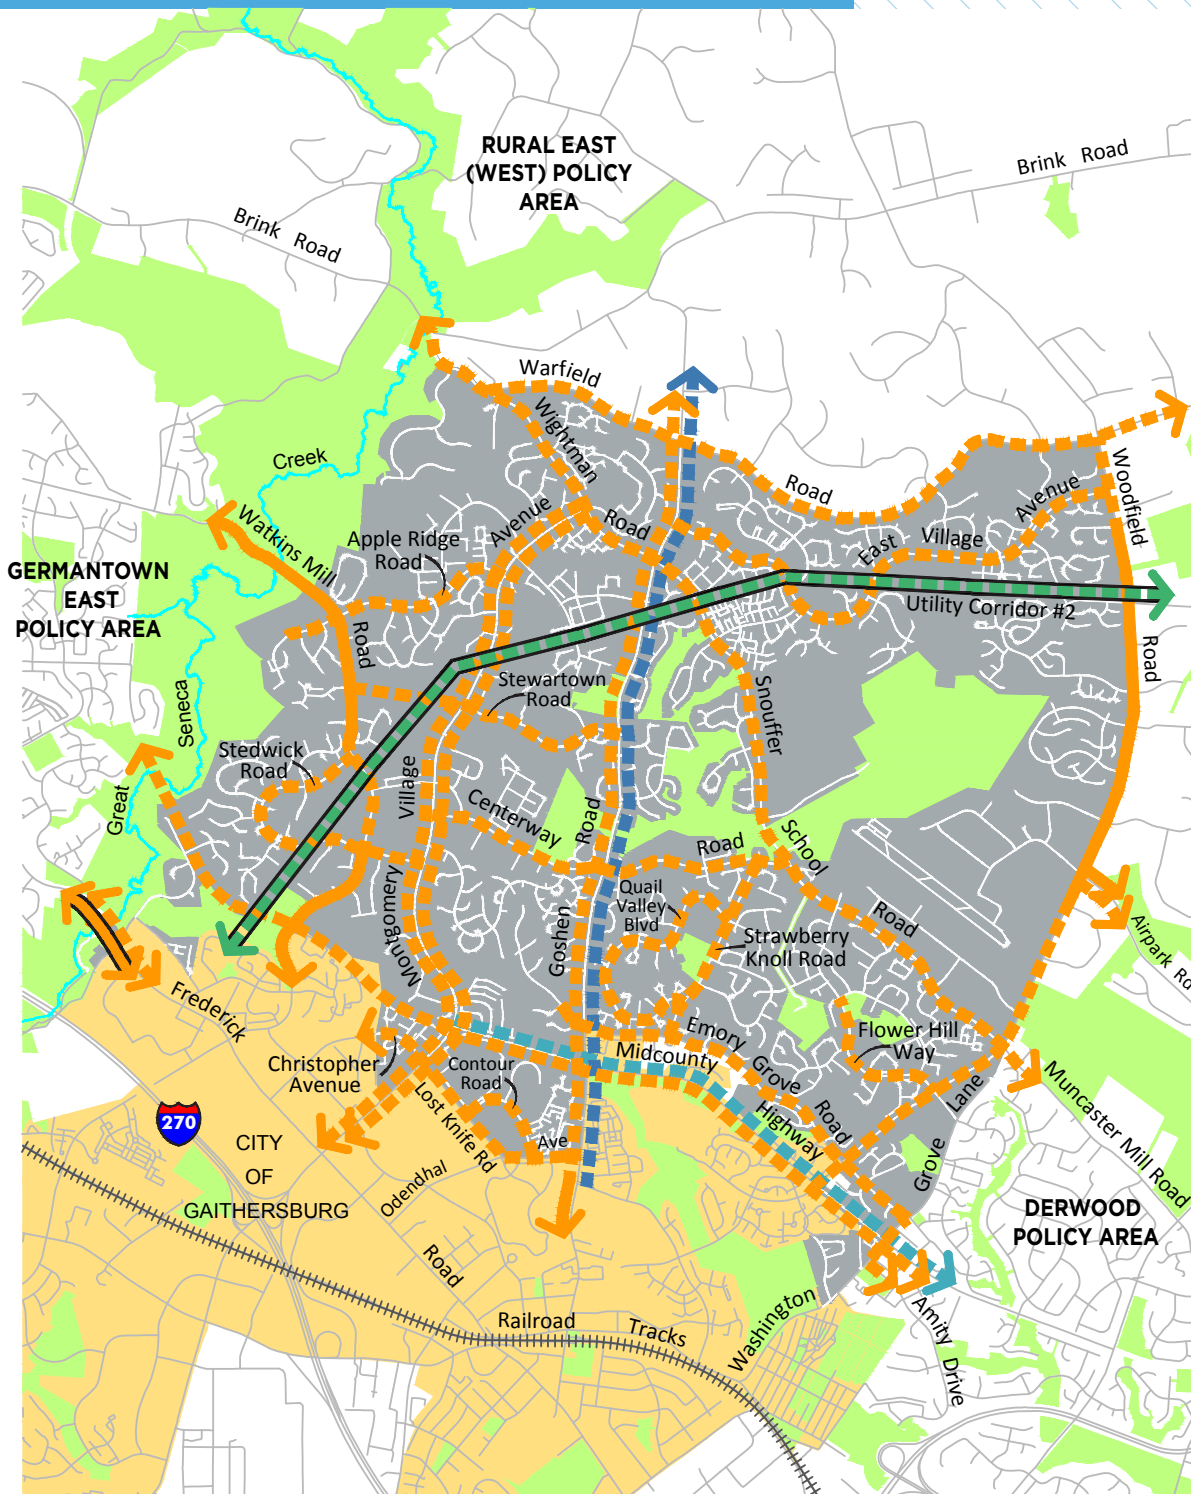 RURAL EAST
(WEST) POLICY
AREA
Brink Road
Brink Road
Warfield
Wightman
Creek
Road
Woodfield
Avenue
Watkins Mill
Avenue
Road
Apple Ridge
Road
East Village
GERMANTOWN
EAST
POLICY AREA
Utility Corridor #2
Road
Road
Stewartown
Road
Snouffer
Seneca
Stedwick
Road
Village
Great
Centerway
Road
Road
School
Quail
Valley
Blvd
Montgomery
Goshen
Strawberry
Knoll Road
Road
Airpark Rd
Frederick
Emory
Grove
Road
Flower Hill
Way
Midcounty
Highway
Christopher
Avenue
Contour
Road
Lost Knife Rd
Lane
Grove
Muncaster Mill Road
270
CITY
OF
GAITHERSBURG
Ave
Odendhal
DERWOOD
POLICY AREA
Road
Railroad Tracks
Washington
Amity Drive